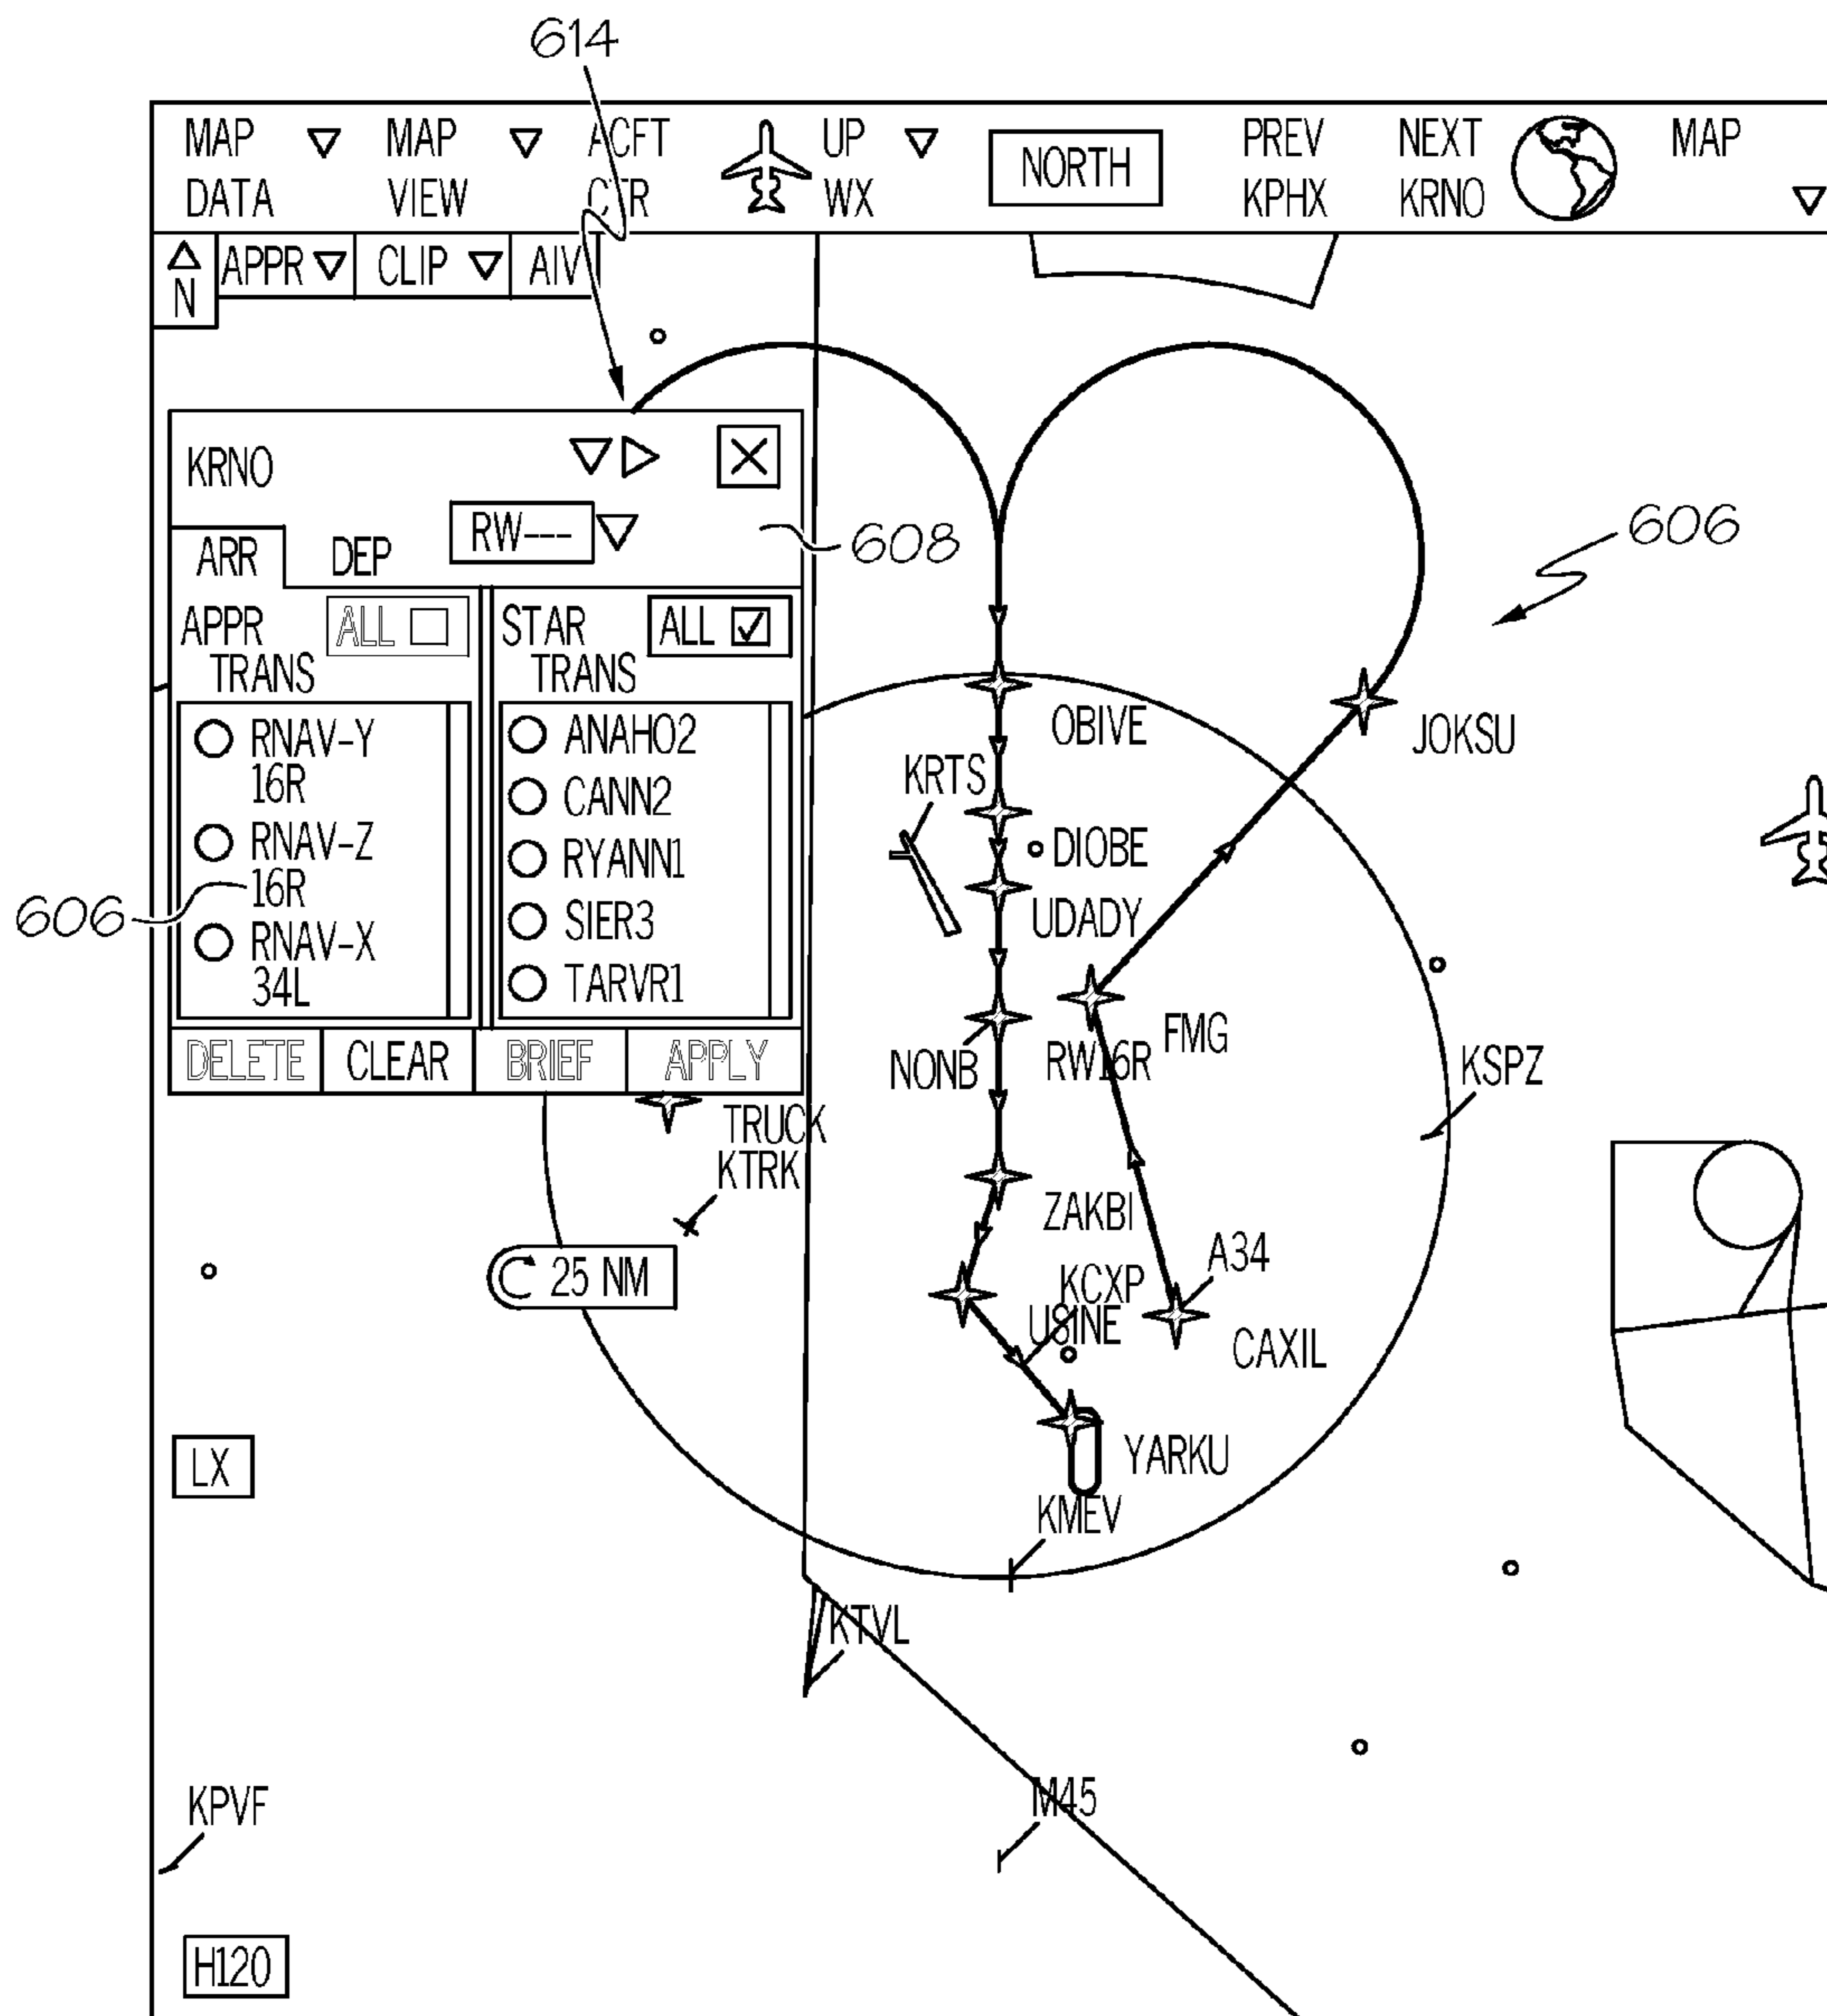 614
MAP MAP ACFT UP NORTH PREV NEXT MAP
DATA VIEW CTR WX KPHX KRNO
N APPR CLIP AIV
KRNO
RW---
608
606
ARR DEP
APPR ALL STAR ALL
TRANS TRANS
RNAV-Y
16R
RNAV-Z
16R
RNAV-X
34L
606
ANAHO2
CANN2
RYANN1
SIER3
TARVR1
DELETE CLEAR BRIEF APPLY
OBIVE
JOKSU
KRTS
DIOBE
UDADY
FMG
NONB
RW16R
KSPZ
TRUCK
KTRK
ZAKBI
A34
25 NM
KCXP
USINE
CAXIL
YARKU
LX
KMEV
KTVL
M45
KPVF
H120